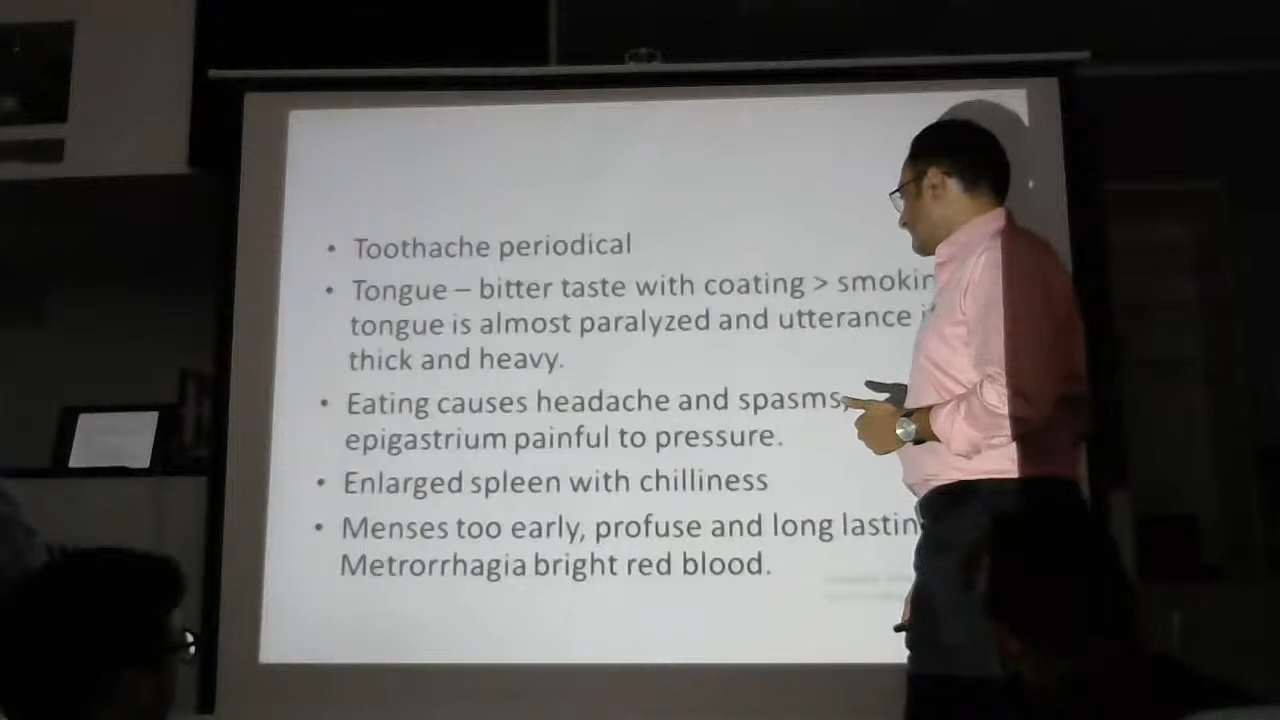 • Toothache periodical
• Tongue – bitter taste with coating > smokin
tongue is almost paralyzed and utterance
thick and heavy.
• Eating causes headache and spasms,
epigastrium painful to pressure.
• Enlarged spleen with chilliness
• Menses too early, profuse and long lastin
Metrorrhagia bright red blood.